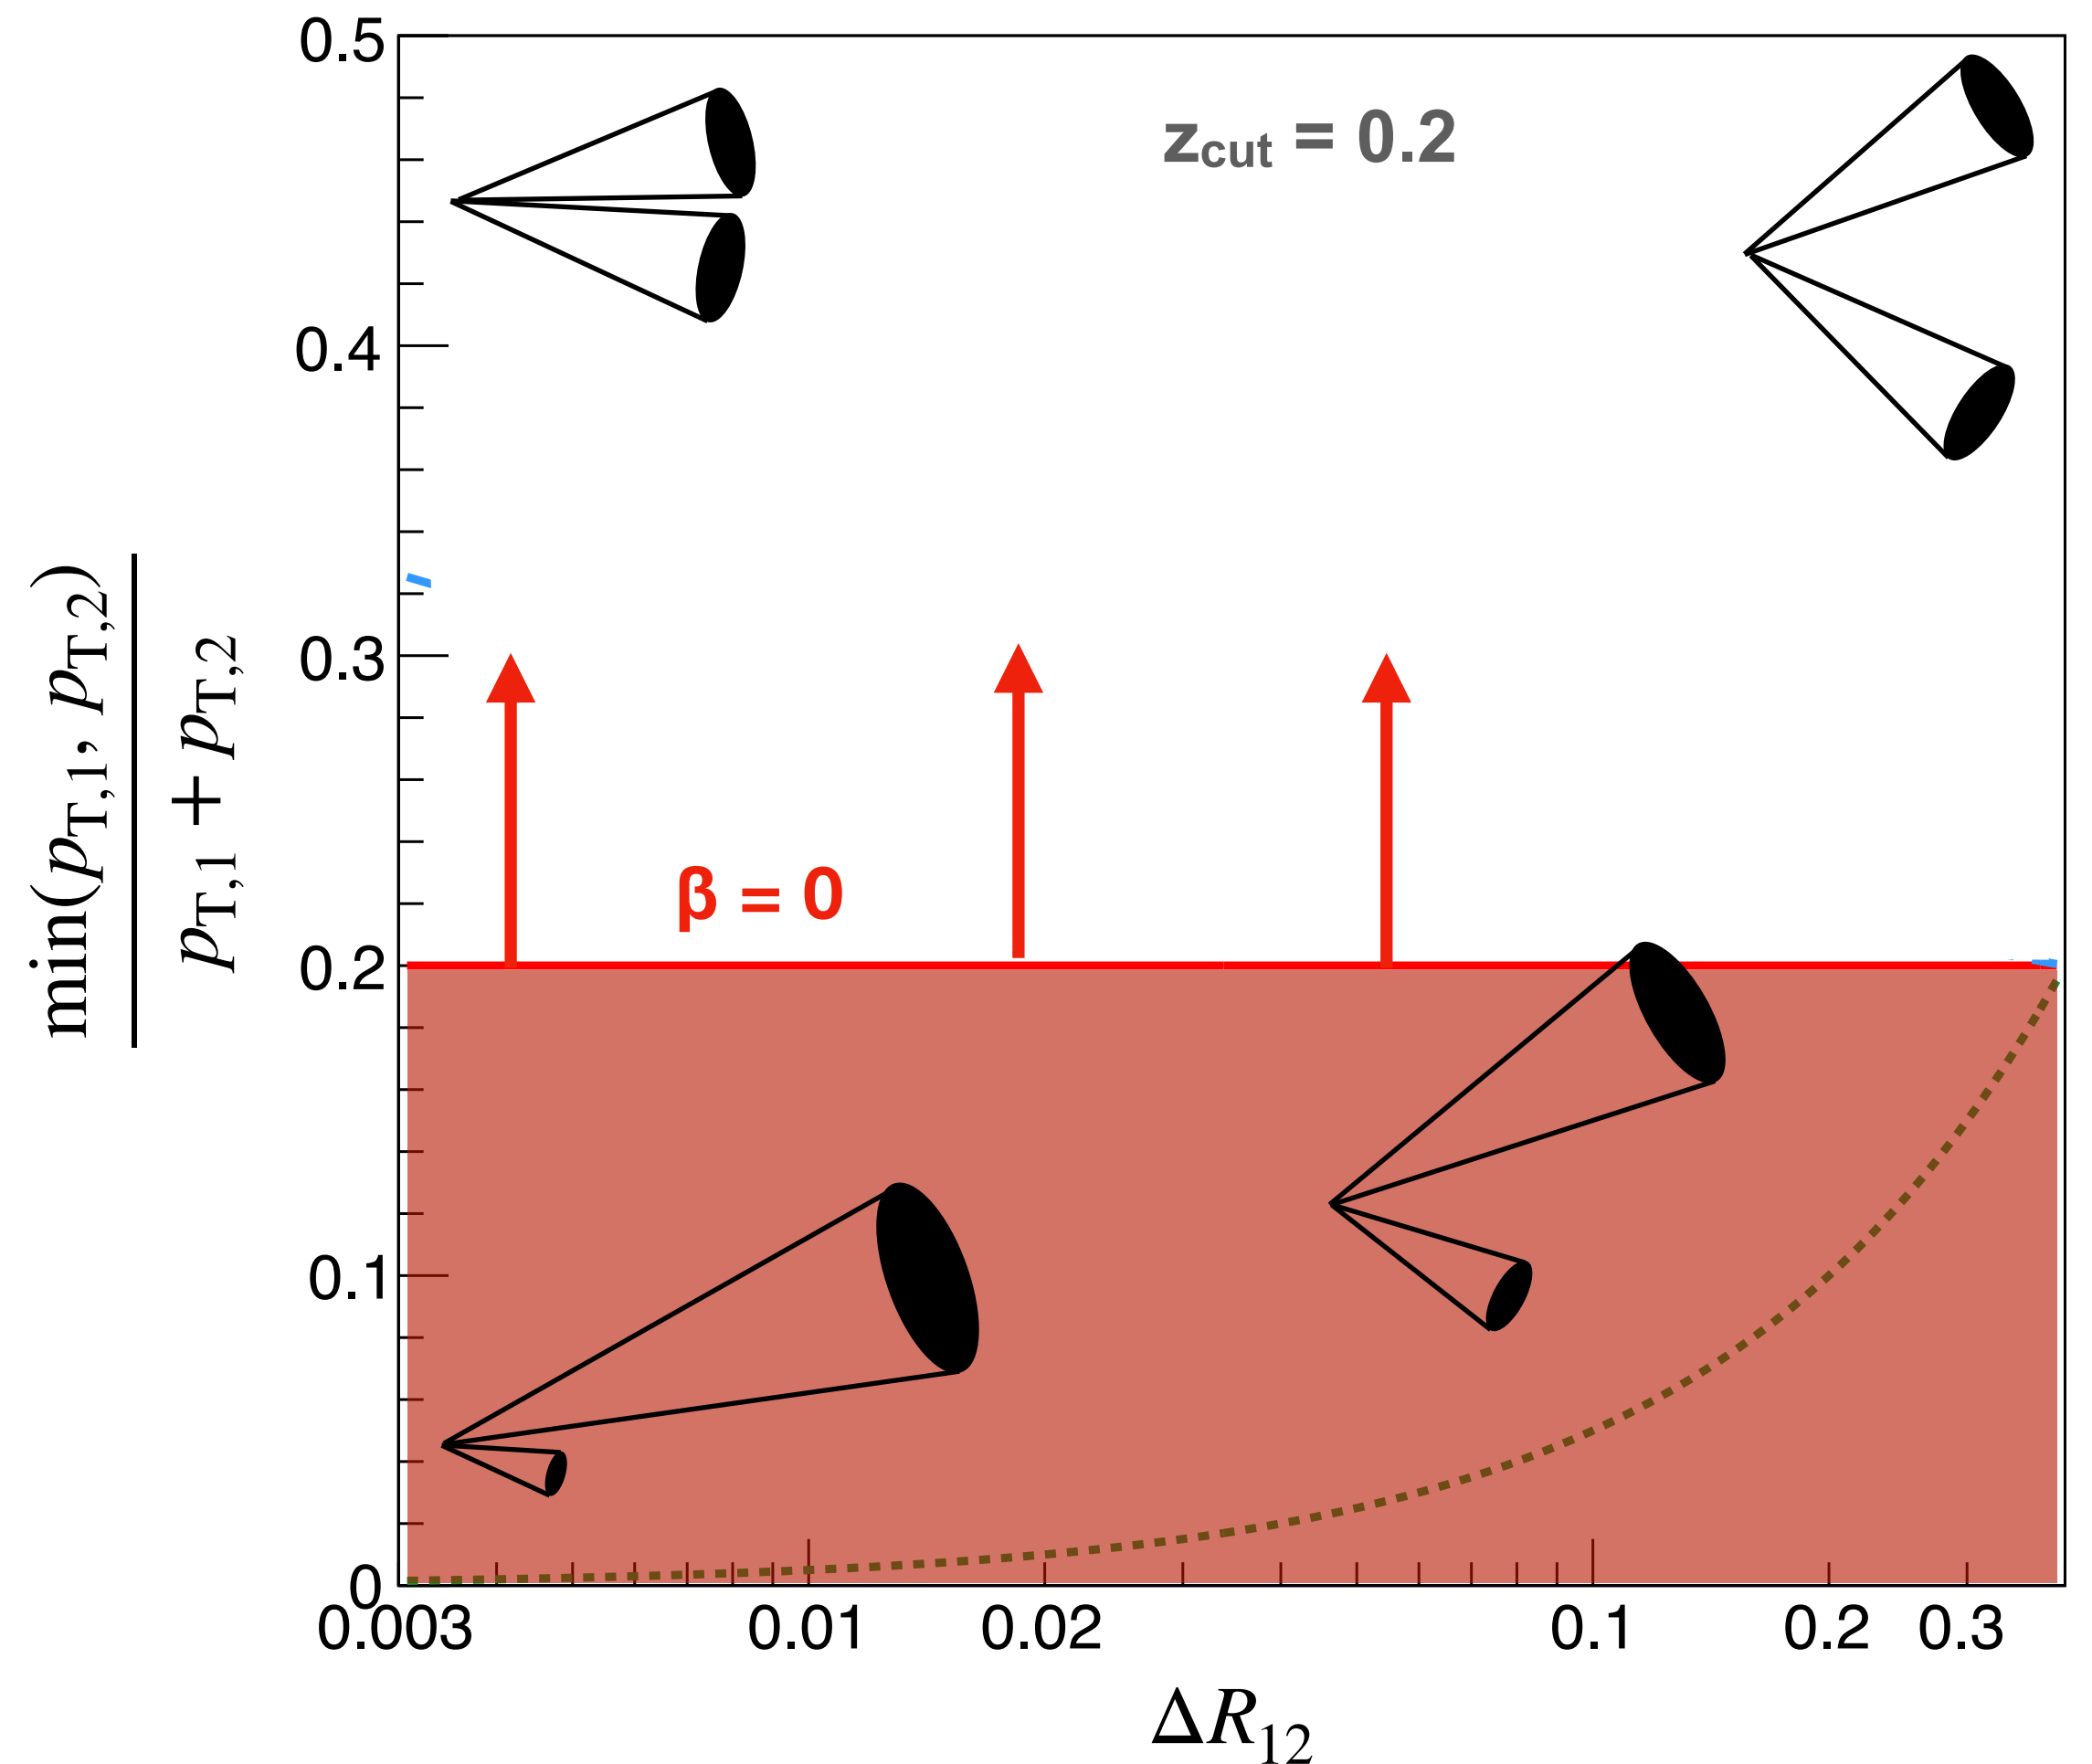 0.5
z_cut = 0.2
0.4
0.3
min(p_T,1, p_T,2)
p_T,1 + p_T,2
β = 0
0.2
0.1
0
0.003 0.01 0.02 0.1 0.2 0.3
ΔR_12